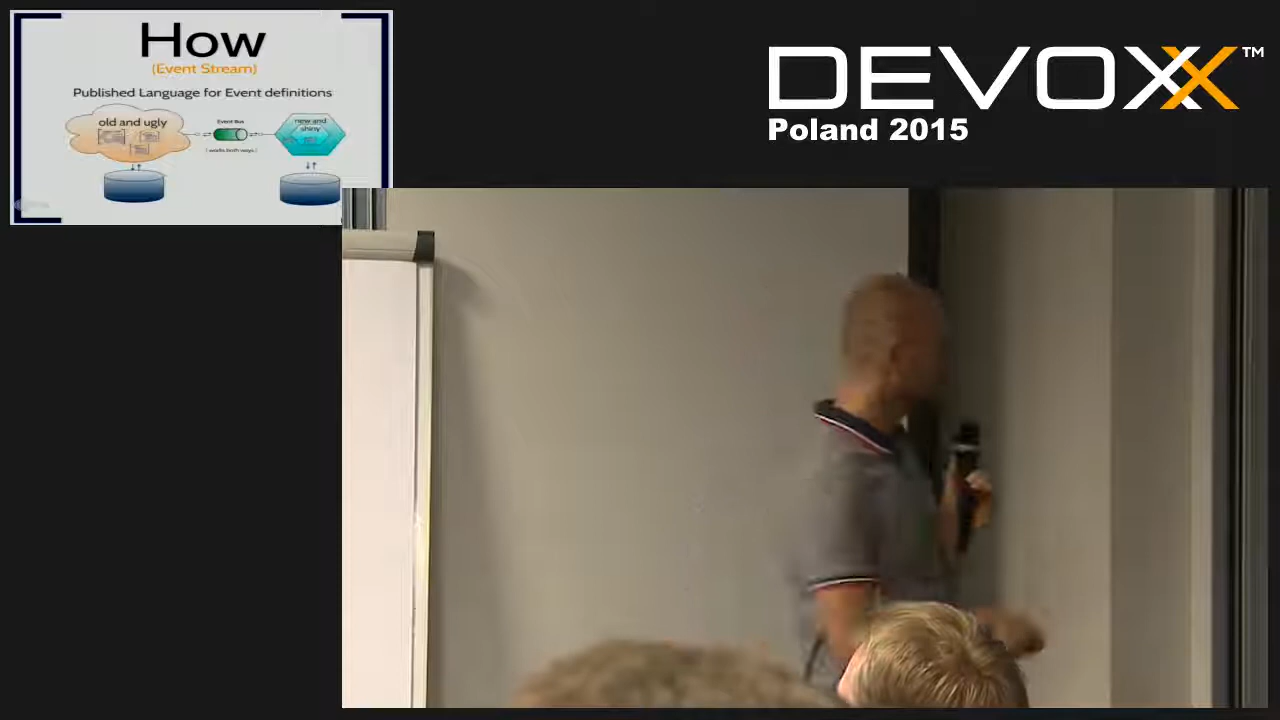 How
(Event Stream)
Published Language for Event definitions
old and ugly
Event Bus
new and
shiny
( works both ways )
DEVOXX™
Poland 2015